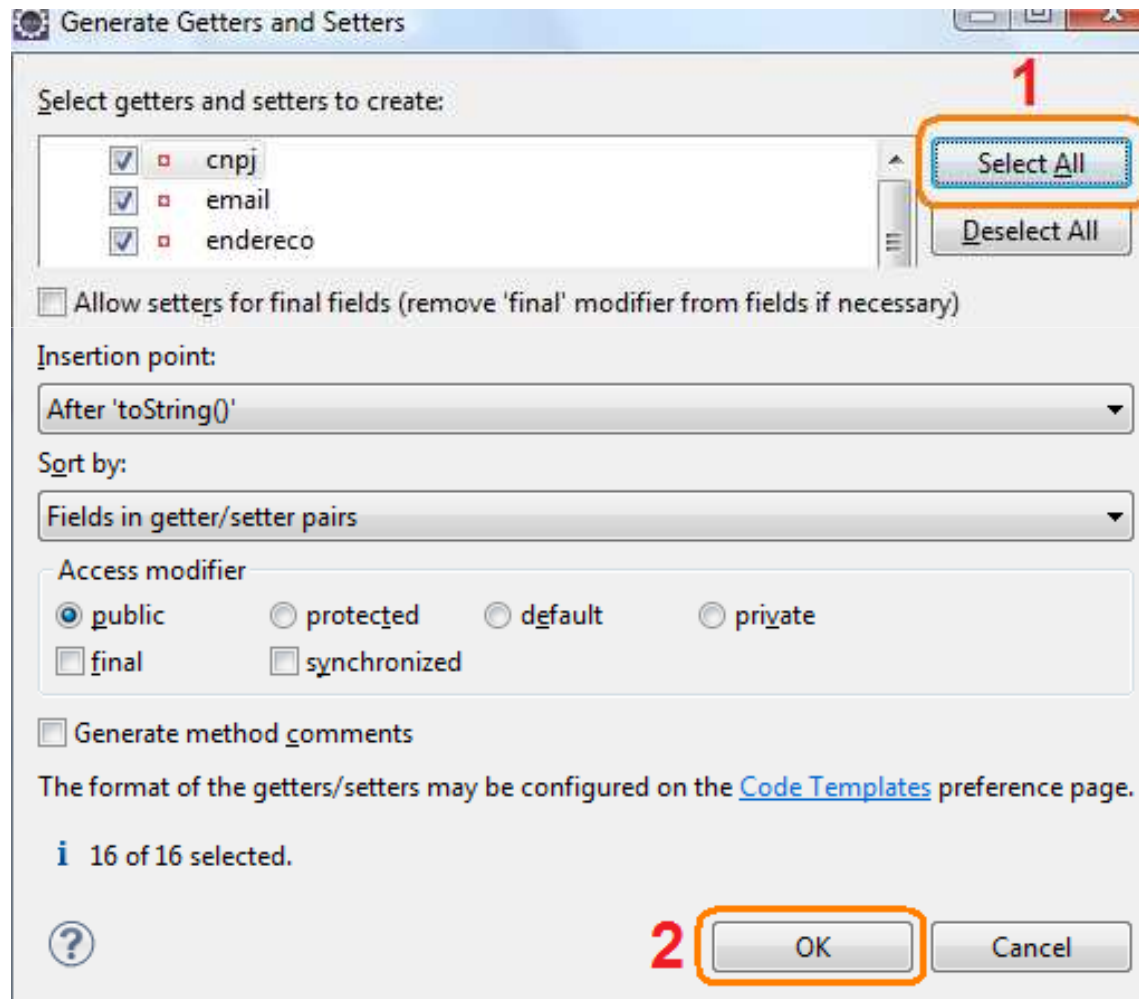 Generate Getters and Setters
1
Select getters and setters to create:
cnpj
Select All
email
endereco
Deselect All
Allow setters for final fields (remove 'final' modifier from fields if necessary)
Insertion point:
After 'toString()'
Sort by:
Fields in getter/setter pairs
Access modifier
public protected default private
final synchronized
Generate method comments
The format of the getters/setters may be configured on the Code Templates preference page.
i 16 of 16 selected.
? 2 OK Cancel